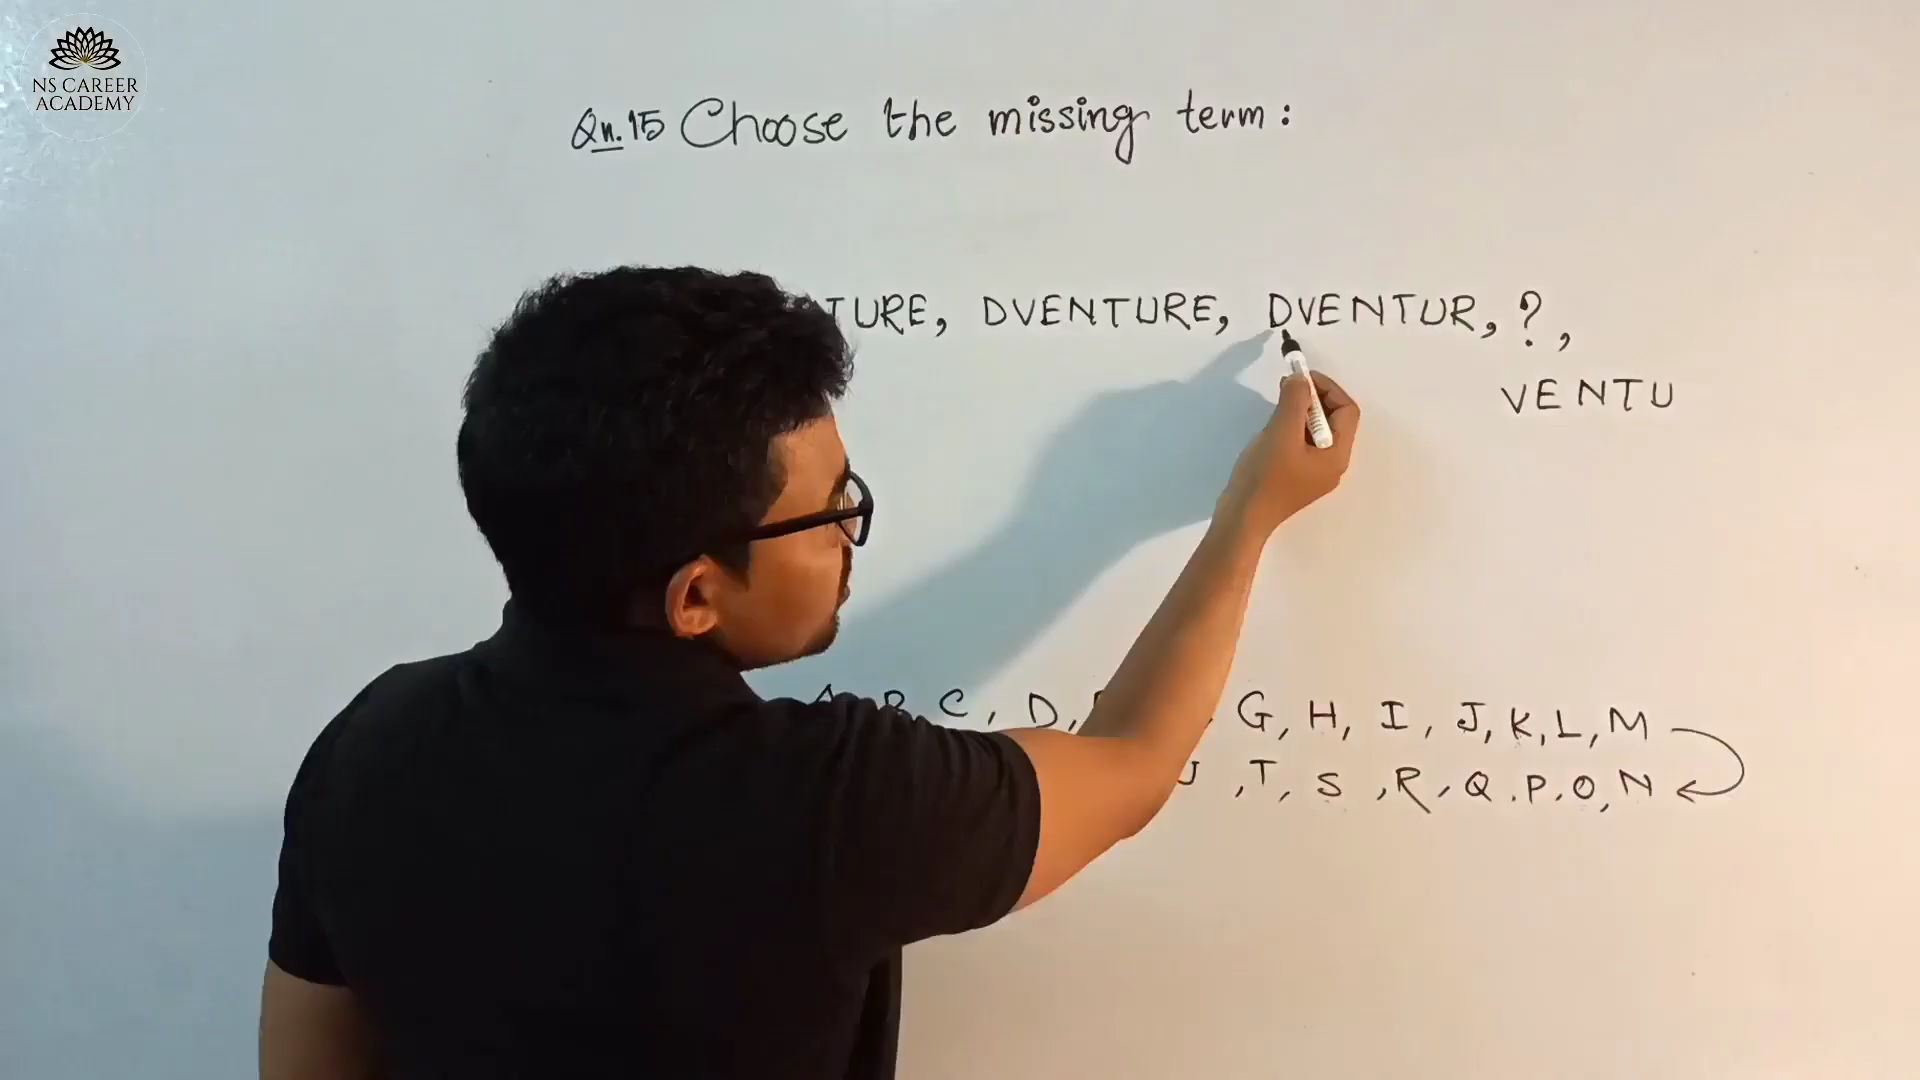 NS CAREER
ACADEMY
Qn.15 Choose the missing term:
TURE, DVENTURE, DVENTUR, ?,
VENTU
A B C, D, G, H, I, J, K, L, M
U, T, S, R, Q, P, O, N